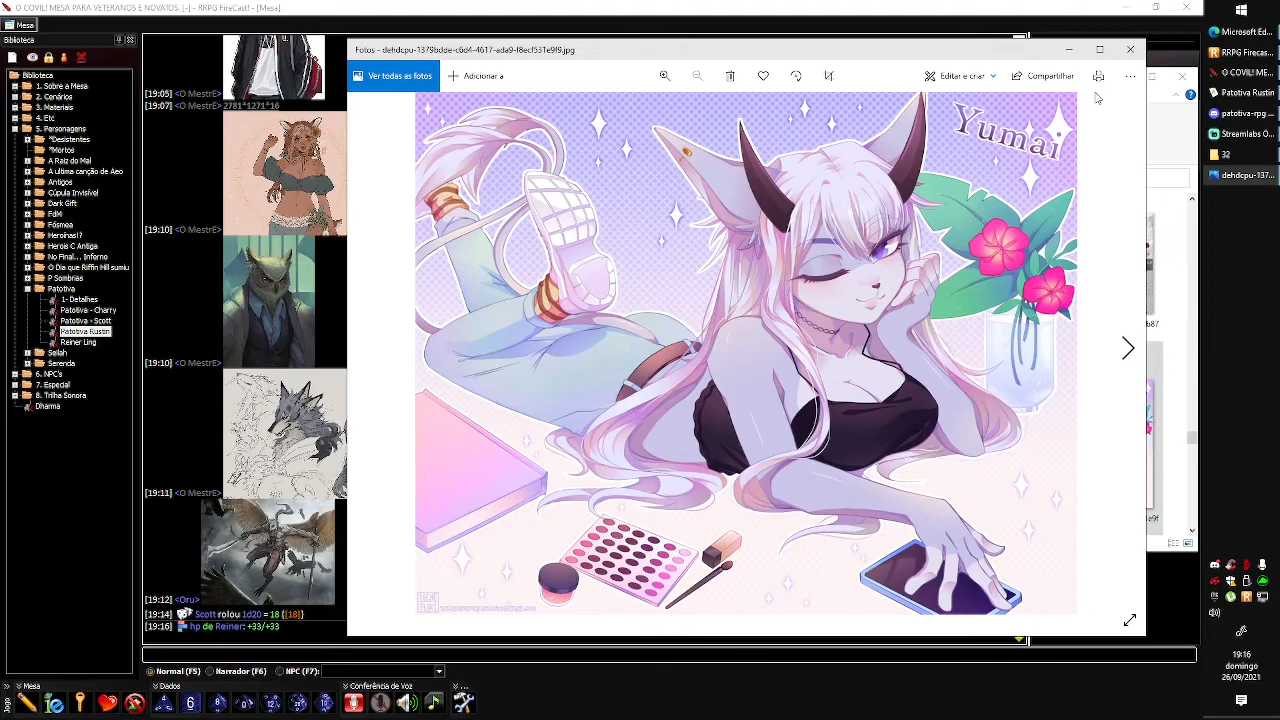 O COVIL! MESA PARA VETERANOS E NOVATOS. [-] - RRPG FireCast! - [Mesa]
Mesa
Biblioteca
Biblioteca
1. Sobre a Mesa
2. Cenários
3. Materiais
4. Etc
5. Personagens
*Desistentes
*Mortos
A Raiz do Mal
A ultima canção de Aeo
Antigos
Cúpula Invisível
Dark Gift
FdM
Fósmea
Herois C Antiga
No Final... Inferno
O Dia que Riffin Hill sumiu
P Sombrias
Patotiva
1- Detalhes
Patotiva - Charry
Patotiva - Scott
Patotiva Rustin
Reiner Ling
Selah
Serenda
6. NPC's
7. Espedal
8. Trilha Sonora
Dharma
[19:05] <O MestrE>
[19:07] <O MestrE> 2781*1271*16
[19:10] <O MestrE>
[19:10] <O MestrE>
[19:11] <O MestrE>
[19:12] <Oru>
[19:14] Scott rolou 1d20 = 18 {[18]}
[19:16] hp de Reiner: +33/+33
Fotos - dehdcpu-1379bdde-c6d4-4617-ada9-f8ecf531e9f9.jpg
Ver todas as fotos
Adicionar a
Editar e criar
Compartilhar
Yumai
Normal (F5)
Narrador (F6)
NPC (F7):
Mesa
Dados
Conferência de Voz
Microsoft Ed...
RRPG Firecas...
O COVIL! M...
Patotiva Rustin
patotiva-rpg ...
Streamlabs O...
32
dehdcpu-137...
b87
19:16
domingo
26/09/2021